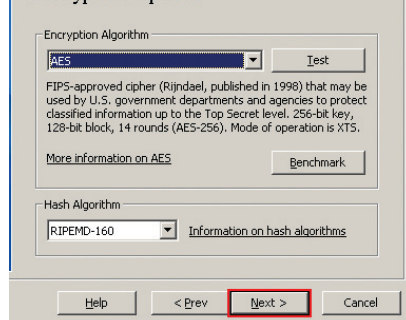 Encryption Algorithm
AES
Test
FIPS-approved cipher (Rijndael, published in 1998) that may be
used by U.S. government departments and agencies to protect
classified information up to the Top Secret level. 256-bit key,
128-bit block, 14 rounds (AES-256). Mode of operation is XTS.
More information on AES
Benchmark
Hash Algorithm
RIPEMD-160
Information on hash algorithms
Help
< Prev
Next >
Cancel